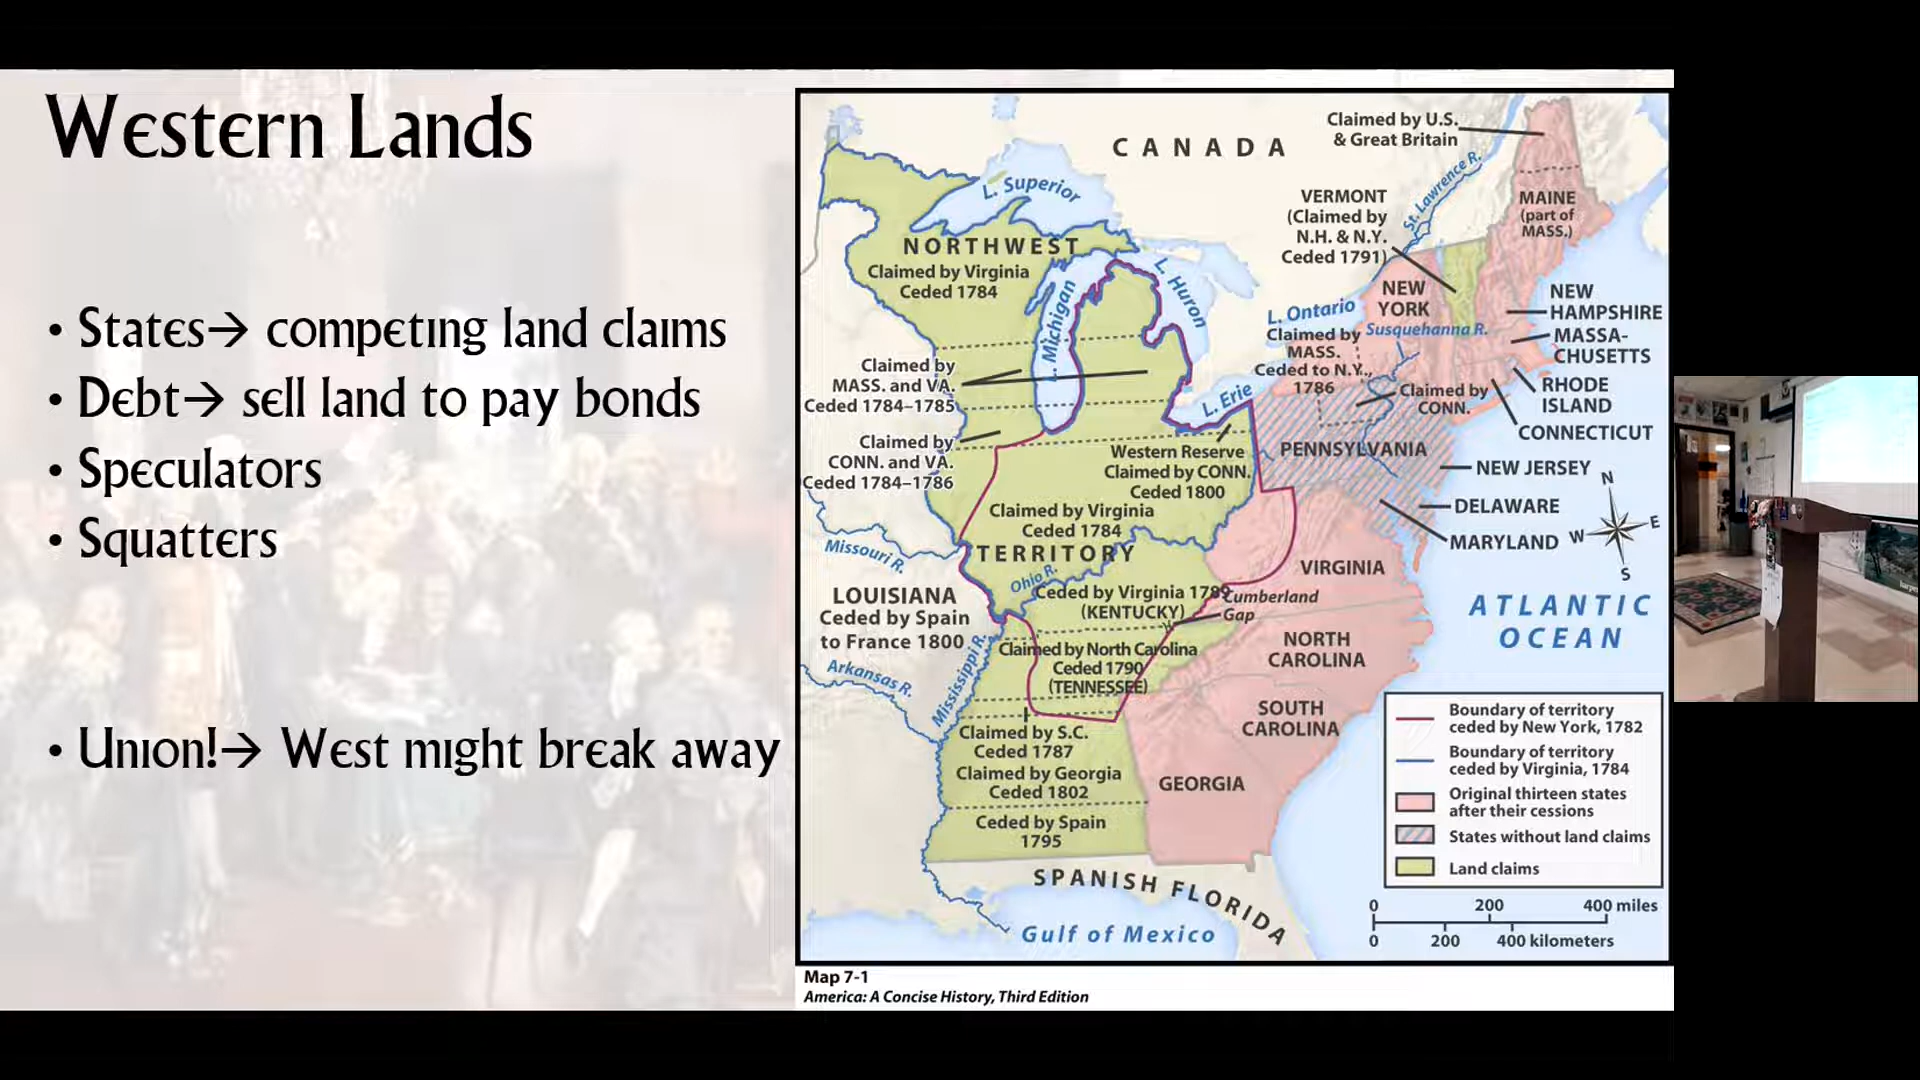 Western Lands
• States→ competing land claims
• Debt→ sell land to pay bonds
• Speculators
• Squatters
• Union!→ West might break away
CANADA
Claimed by U.S.
& Great Britain
St. Lawrence R.
MAINE
(part of
MASS.)
VERMONT
(Claimed by
N.H. & N.Y.
Ceded 1791)
L. Superior
NORTHWEST
Claimed by Virginia
Ceded 1784
L. Michigan
L. Huron
L. Ontario
NEW
YORK
Susquehanna R.
NEW
HAMPSHIRE
MASSA-
CHUSETTS
RHODE
ISLAND
CONNECTICUT
Claimed by
MASS. and VA.
Ceded 1784–1785
Claimed by
MASS.
Ceded to N.Y.,
1786
Claimed by
CONN.
L. Erie
Claimed by
CONN. and VA.
Ceded 1784–1786
Western Reserve
Claimed by CONN.
Ceded 1800
PENNSYLVANIA
NEW JERSEY
DELAWARE
MARYLAND
N
W E
S
Claimed by Virginia
Ceded 1784
TERRITORY
Missouri R.
Ohio R.
VIRGINIA
LOUISIANA
Ceded by Spain
to France 1800
Ceded by Virginia 1789
(KENTUCKY)
Cumberland
Gap
ATLANTIC
OCEAN
Arkansas R.
Mississippi R.
Claimed by North Carolina
Ceded 1790
(TENNESSEE)
NORTH
CAROLINA
SOUTH
CAROLINA
Claimed by S.C.
Ceded 1787
Claimed by Georgia
Ceded 1802
GEORGIA
Ceded by Spain
1795
SPANISH FLORIDA
Gulf of Mexico
Boundary of territory
ceded by New York, 1782
Boundary of territory
ceded by Virginia, 1784
Original thirteen states
after their cessions
States without land claims
Land claims
0 200 400 miles
0 200 400 kilometers
Map 7-1
America: A Concise History, Third Edition